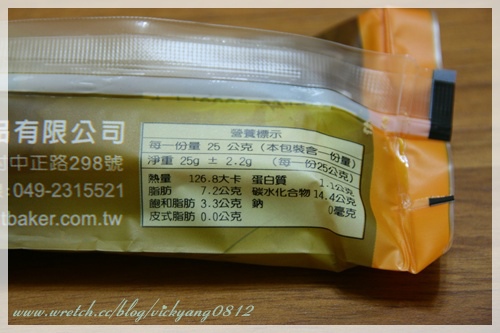 品有限公司
村中正路298號
:049-2315521
tbaker.com.tw
營養標示
每一份量 25 公克 (本包裝含一份量)
淨重 25g ± 2.2g (每一份25公克)
熱量 126.8大卡 蛋白質 1.1公克
脂肪 7.2公克 碳水化合物 14.4公克
飽和脂肪 3.3公克 鈉 0毫克
反式脂肪 0.0公克
www.wretch.cc/blog/vickyang0812